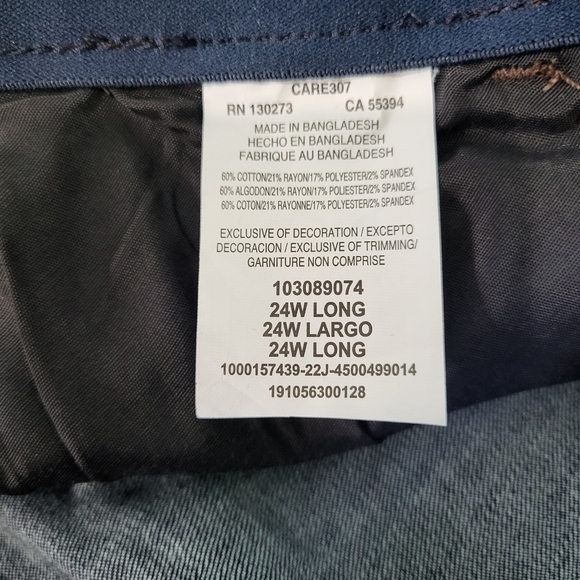 CARE307
RN 130273 CA 55394
MADE IN BANGLADESH
HECHO EN BANGLADESH
FABRIQUE AU BANGLADESH
60% COTTON/21% RAYON/17% POLYESTER/2% SPANDEX
60% ALGODON/21% RAYON/17% POLIESTER/2% SPANDEX
60% COTON/21% RAYONNE/17% POLYESTER/2% SPANDEX
EXCLUSIVE OF DECORATION / EXCEPTO
DECORACION / EXCLUSIVE OF TRIMMING/
GARNITURE NON COMPRISE
103089074
24W LONG
24W LARGO
24W LONG
1000157439-22J-4500499014
191056300128